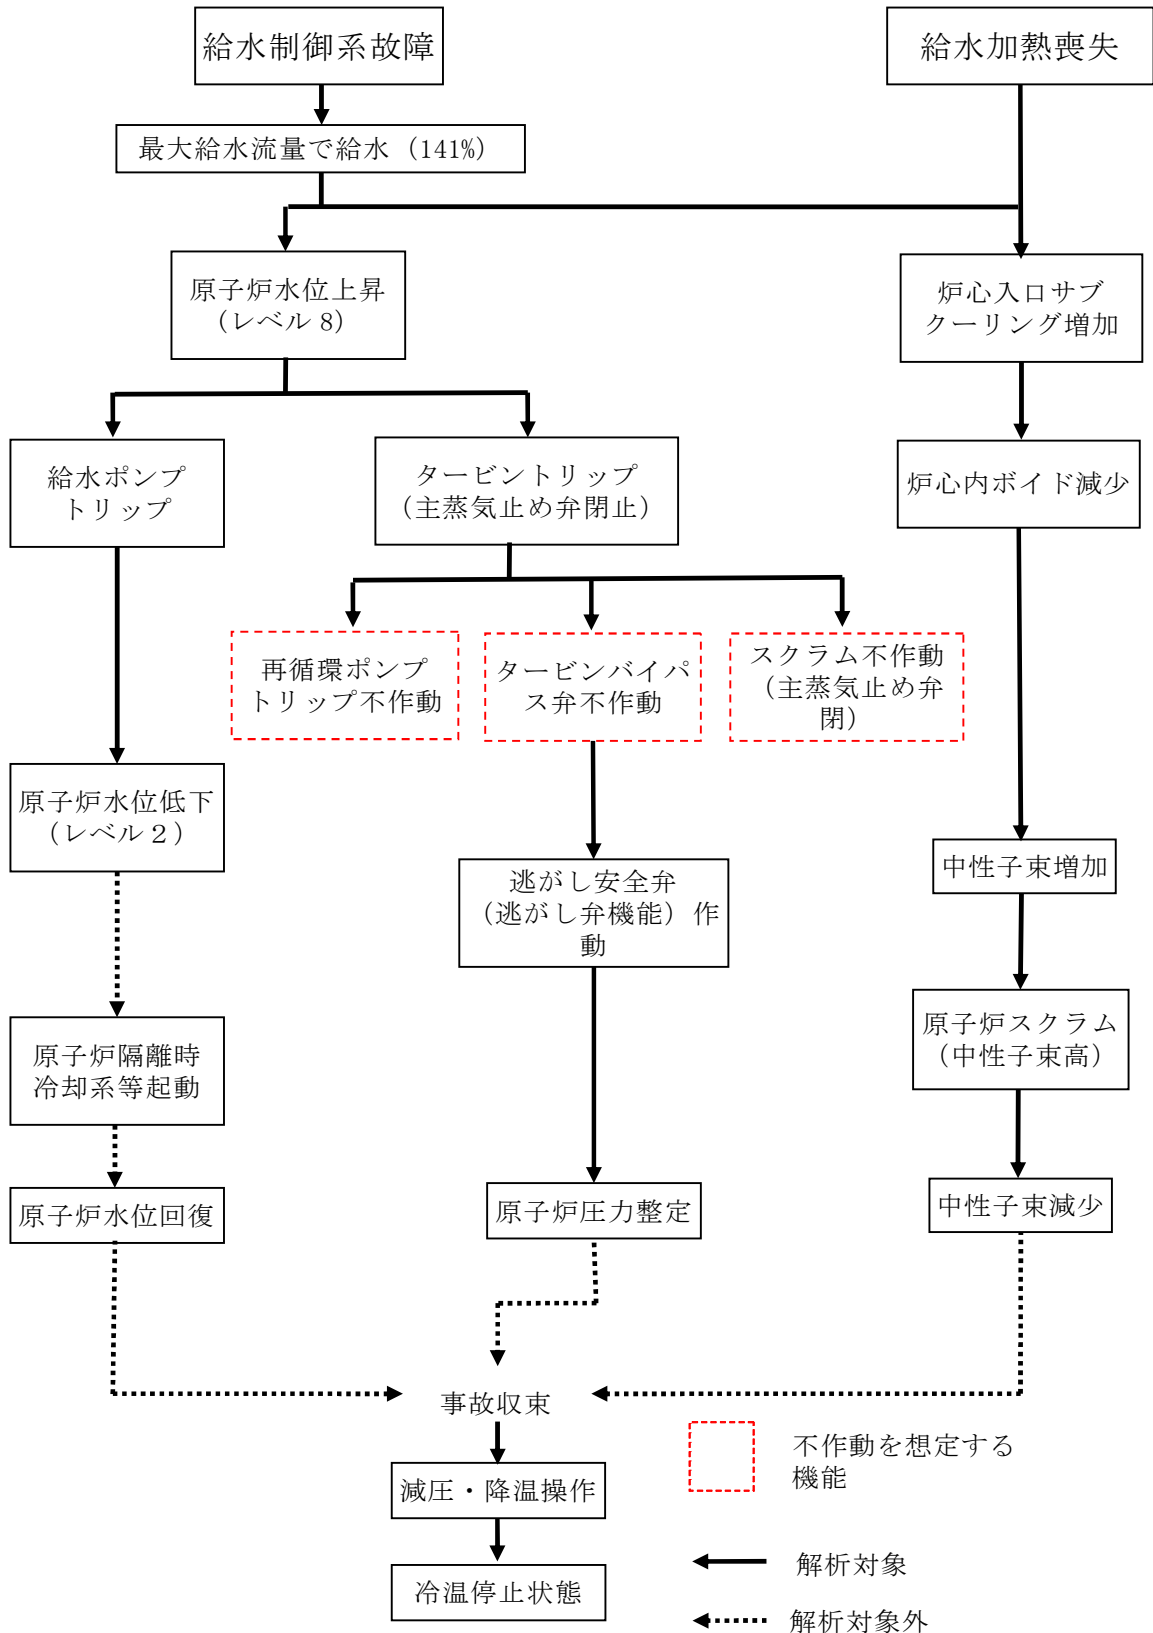 給水制御系故障
給水加熱喪失
最大給水流量で給水（141%）
原子炉水位上昇
（レベル 8）
炉心入口サブ
クーリング増加
給水ポンプ
トリップ
タービントリップ
（主蒸気止め弁閉止）
炉心内ボイド減少
再循環ポンプ
トリップ不作動
タービンバイパ
ス弁不作動
スクラム不作動
（主蒸気止め弁
閉）
原子炉水位低下
（レベル２）
中性子束増加
逃がし安全弁
（逃がし弁機能）作
動
原子炉スクラム
（中性子束高）
原子炉隔離時
冷却系等起動
原子炉水位回復
原子炉圧力整定
中性子束減少
事故収束
不作動を想定する
機能
減圧・降温操作
解析対象
冷温停止状態
解析対象外